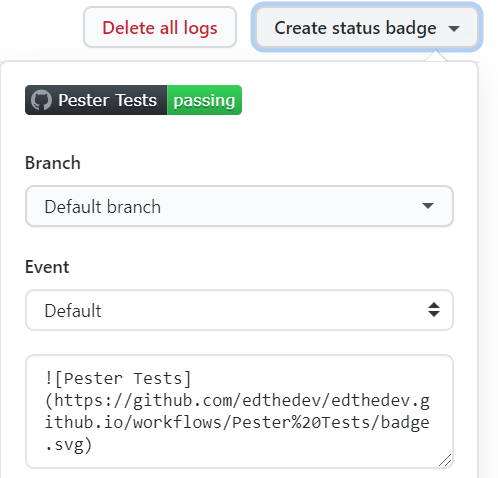 Delete all logs Create status badge
Pester Tests passing
Branch
Default branch
Event
Default
![Pester Tests]
(https://github.com/edthedev/edthedev.g
ithub.io/workflows/Pester%20Tests/badge
.svg)